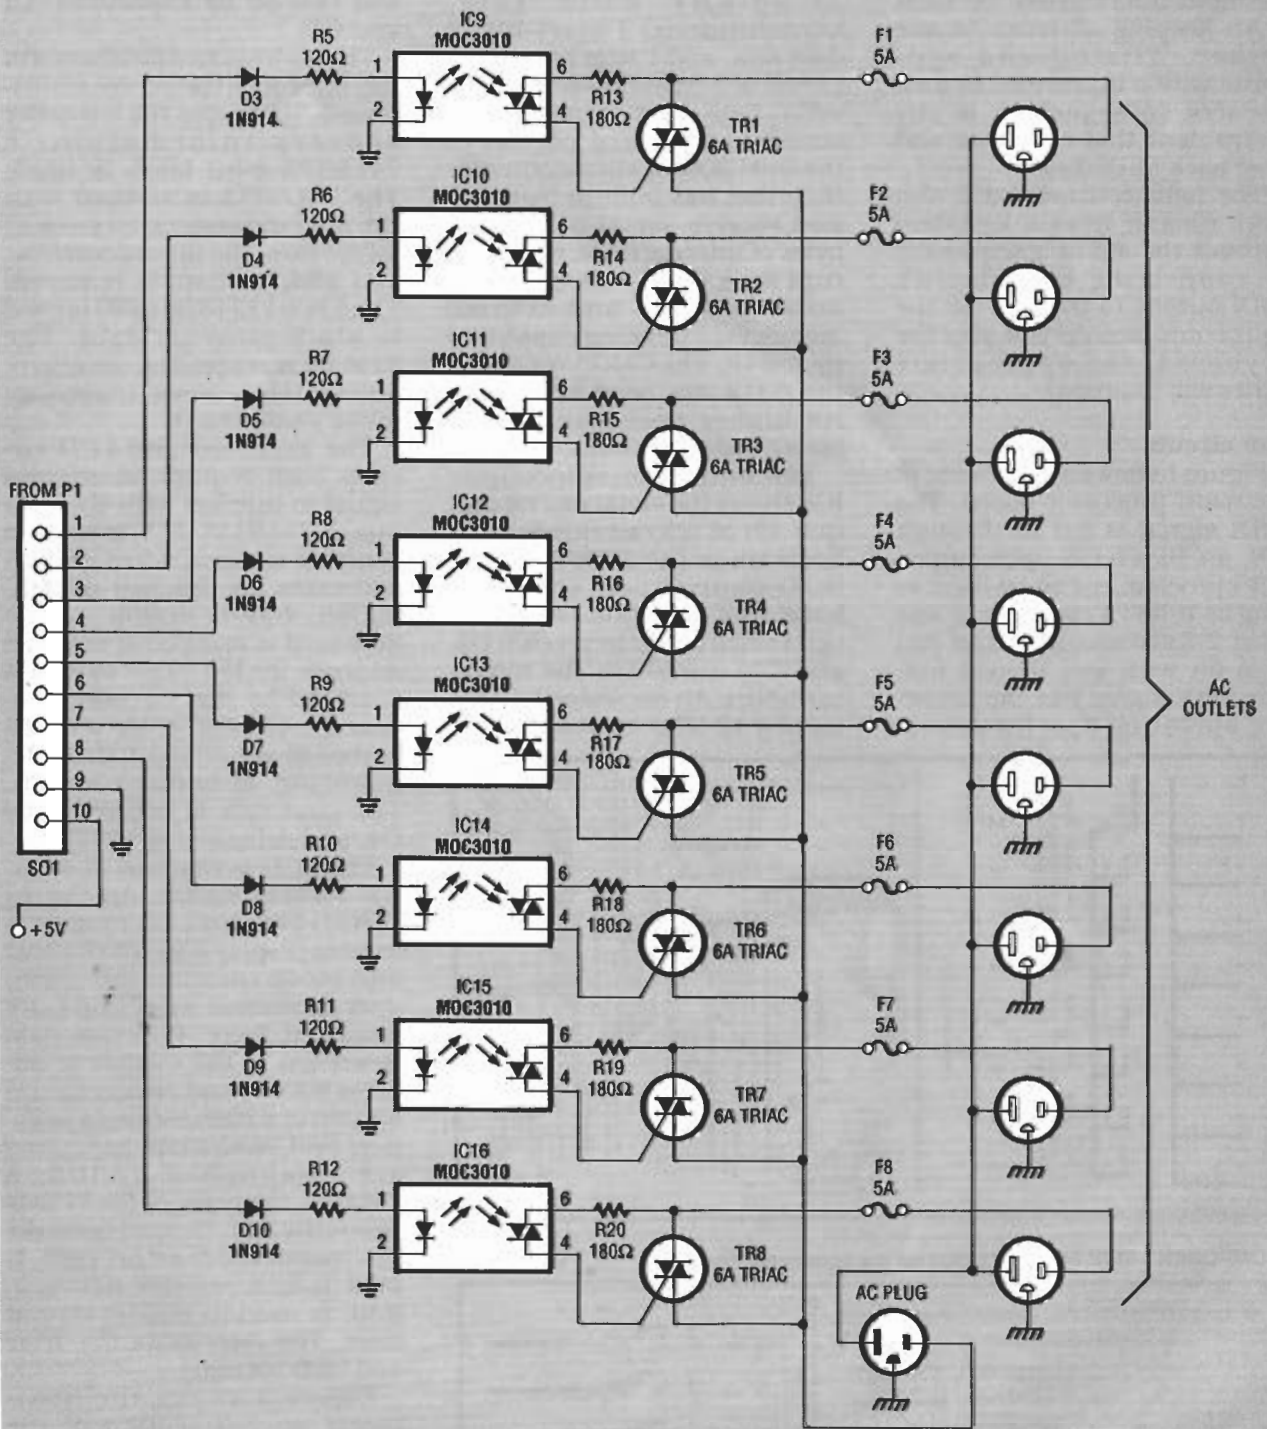 IC9
MOC3010
R5
120Ω
D3
1N914
1
2
6
4
R13
180Ω
TR1
6A TRIAC
F1
5A
IC10
MOC3010
R6
120Ω
D4
1N914
1
2
6
4
R14
180Ω
TR2
6A TRIAC
F2
5A
IC11
MOC3010
R7
120Ω
D5
1N914
1
2
6
4
R15
180Ω
TR3
6A TRIAC
F3
5A
IC12
MOC3010
R8
120Ω
D6
1N914
1
2
6
4
R16
180Ω
TR4
6A TRIAC
F4
5A
IC13
MOC3010
R9
120Ω
D7
1N914
1
2
6
4
R17
180Ω
TR5
6A TRIAC
F5
5A
IC14
MOC3010
R10
120Ω
D8
1N914
1
2
6
4
R18
180Ω
TR6
6A TRIAC
F6
5A
IC15
MOC3010
R11
120Ω
D9
1N914
1
2
6
4
R19
180Ω
TR7
6A TRIAC
F7
5A
IC16
MOC3010
R12
120Ω
D10
1N914
1
2
6
4
R20
180Ω
TR8
6A TRIAC
F8
5A
FROM P1
1
2
3
4
5
6
7
8
9
10
SO1
+5V
AC
OUTLETS
AC PLUG